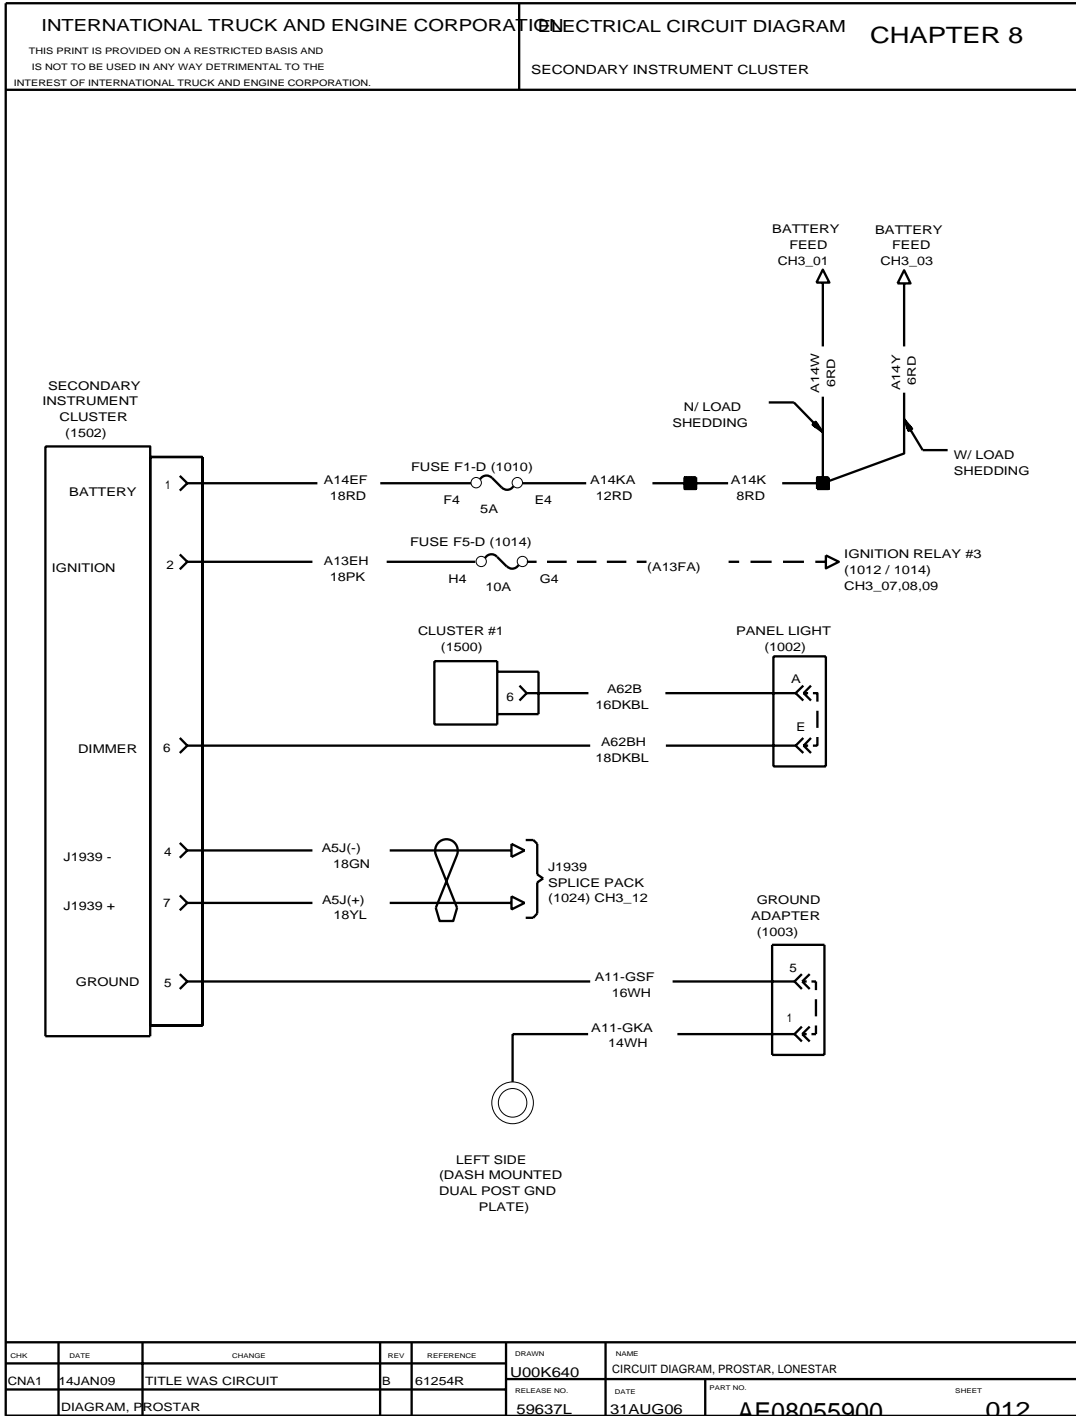 INTERNATIONAL TRUCK AND ENGINE CORPORATION
ELECTRICAL CIRCUIT DIAGRAM
CHAPTER 8
THIS PRINT IS PROVIDED ON A RESTRICTED BASIS AND
IS NOT TO BE USED IN ANY WAY DETRIMENTAL TO THE
INTEREST OF INTERNATIONAL TRUCK AND ENGINE CORPORATION.
SECONDARY INSTRUMENT CLUSTER
BATTERY
FEED
CH3_01
BATTERY
FEED
CH3_03
A14W
6RD
A14Y
6RD
N/ LOAD
SHEDDING
W/ LOAD
SHEDDING
SECONDARY
INSTRUMENT
CLUSTER
(1502)
BATTERY
1
A14EF
18RD
FUSE F1-D (1010)
F4
5A
E4
A14KA
12RD
A14K
8RD
IGNITION
2
A13EH
18PK
FUSE F5-D (1014)
H4
10A
G4
(A13FA)
IGNITION RELAY #3
(1012 / 1014)
CH3_07,08,09
CLUSTER #1
(1500)
6
A62B
16DKBL
PANEL LIGHT
(1002)
A
E
DIMMER
6
A62BH
18DKBL
J1939 -
4
A5J(-)
18GN
J1939 +
7
A5J(+)
18YL
J1939
SPLICE PACK
(1024) CH3_12
GROUND
ADAPTER
(1003)
GROUND
5
A11-GSF
16WH
5
A11-GKA
14WH
1
LEFT SIDE
(DASH MOUNTED
DUAL POST GND
PLATE)
CHK
DATE
CHANGE
REV
REFERENCE
DRAWN
NAME
CNA1
14JAN09
TITLE WAS CIRCUIT
B
61254R
U00K640
CIRCUIT DIAGRAM, PROSTAR, LONESTAR
DIAGRAM, PROSTAR
RELEASE NO.
DATE
PART NO.
SHEET
59637L
31AUG06
AE08055900
012